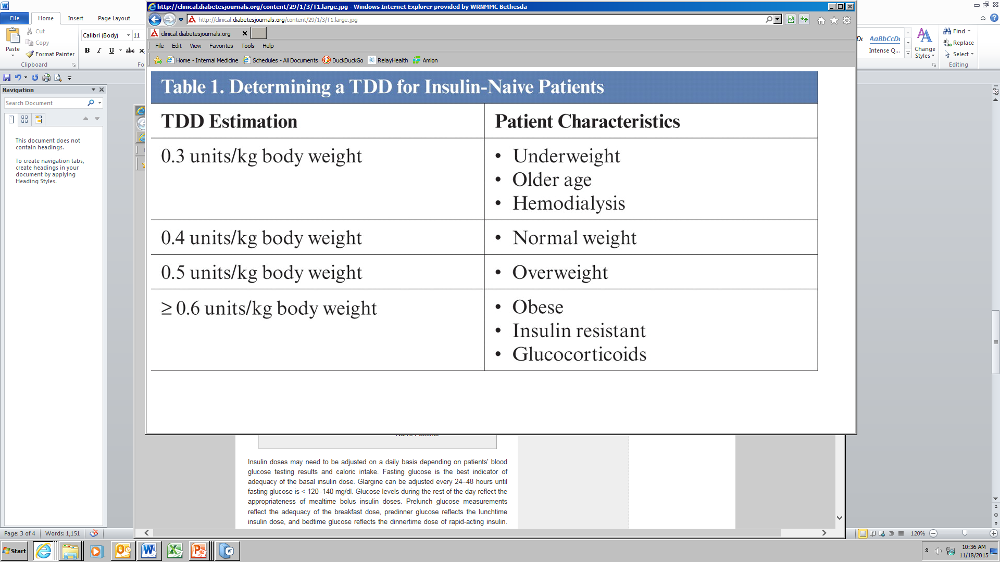 http://clinical.diabetesjournals.org/content/29/1/3/T1.large.jpg - Windows Internet Explorer provided by WRNMMC Bethesda
File Home Insert Page Layout
http://clinical.diabetesjournals.org/content/29/1/3/T1.large.jpg
clinical.diabetesjournals.org
File Edit View Favorites Tools Help
Home - Internal Medicine Schedules - All Documents DuckDuckGo RelayHealth Amion
Paste
Cut
Copy
Format Painter
Clipboard
Calibri (Body) 11
B I U abc
Fo
AaBbCcDc
Intense Q...
Change
Styles
Find
Replace
Select
Editing
Navigation
Search Document
This document does not
contain headings.
To create navigation tabs,
create headings in your
document by applying
Heading Styles.
Table 1. Determining a TDD for Insulin-Naive Patients
TDD Estimation Patient Characteristics
0.3 units/kg body weight • Underweight
• Older age
• Hemodialysis
0.4 units/kg body weight • Normal weight
0.5 units/kg body weight • Overweight
≥ 0.6 units/kg body weight • Obese
• Insulin resistant
• Glucocorticoids
Naive Patients
Insulin doses may need to be adjusted on a daily basis depending on patients' blood
glucose testing results and caloric intake. Fasting glucose is the best indicator of
adequacy of the basal insulin dose. Glargine can be adjusted every 24–48 hours until
fasting glucose is < 120–140 mg/dl. Glucose levels during the rest of the day reflect the
appropriateness of mealtime bolus insulin doses. Prelunch glucose measurements
reflect the adequacy of the breakfast dose, predinner glucose reflects the lunchtime
insulin dose, and bedtime glucose reflects the dinnertime dose of rapid-acting insulin.
Page: 3 of 4 Words: 1,151
120%
Start
VT
10:36 AM
11/18/2015